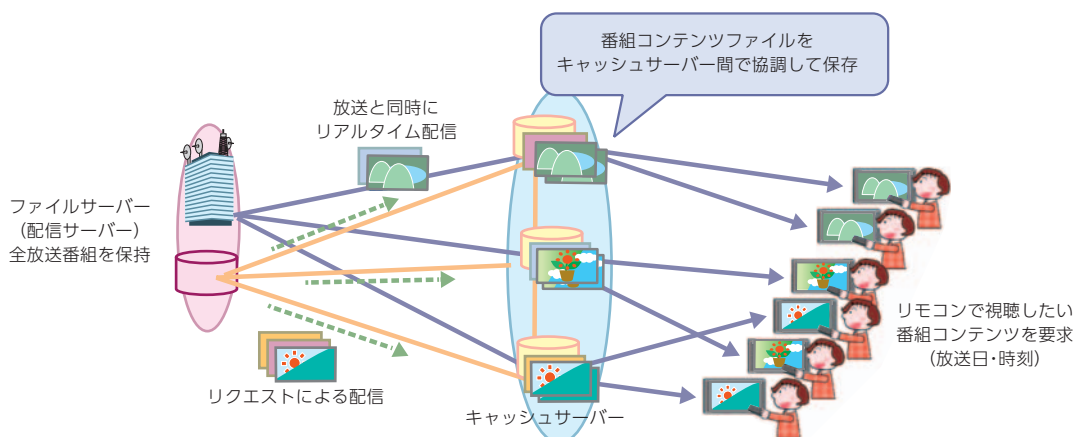 番組コンテンツファイルを
キャッシュサーバー間で協調して保存
放送と同時に
リアルタイム配信
ファイルサーバー
（配信サーバー）
全放送番組を保持
リモコンで視聴したい
番組コンテンツを要求
（放送日・時刻）
リクエストによる配信
キャッシュサーバー